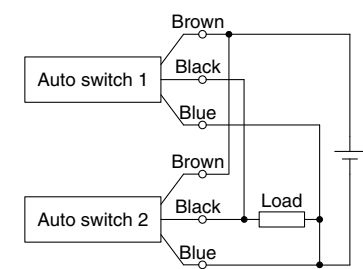 Brown
Auto switch 1
Black
Blue
Brown
Auto switch 2
Black
Load
Blue